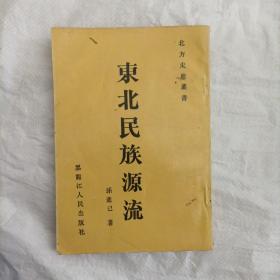 北方史地叢書
東北民族源流
孫進己 著
黑龍江人民出版社